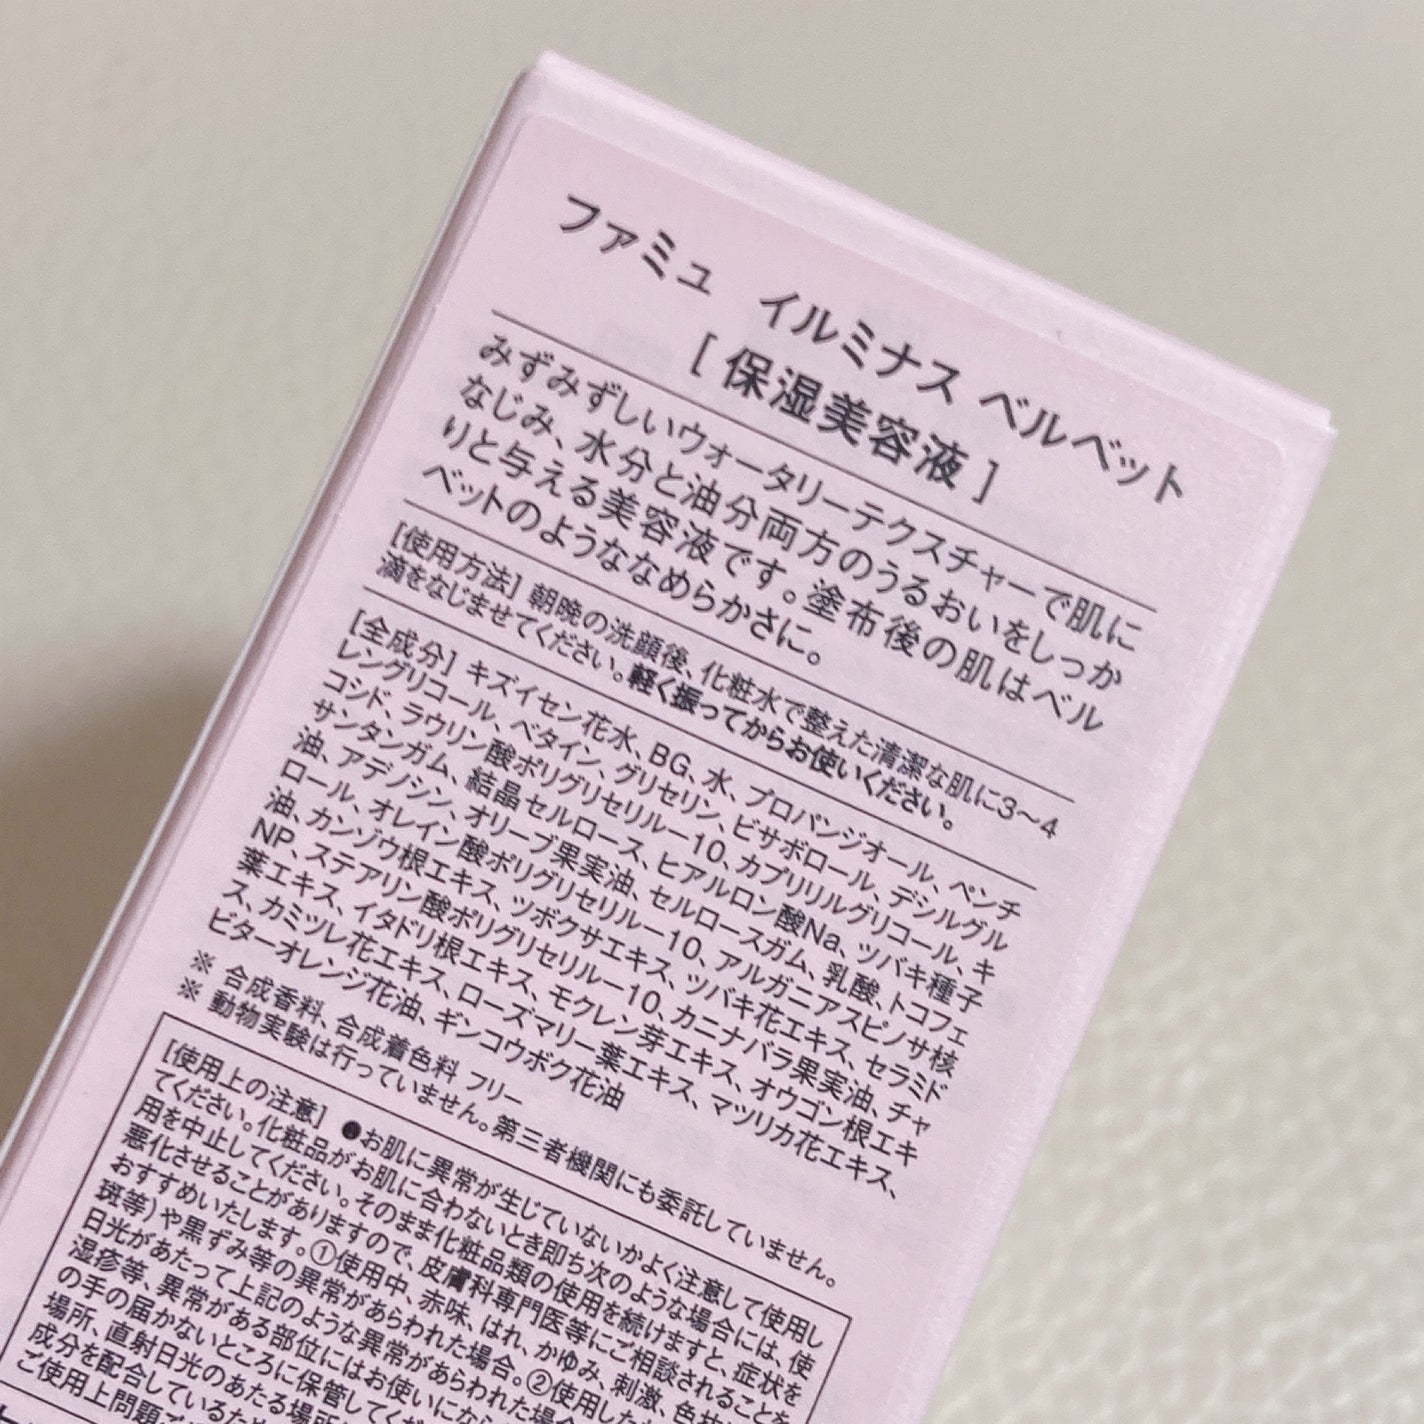 ファミュ イルミナス ベルベット
[ 保湿美容液 ]
みずみずしいウォータリーテクスチャーで肌に
なじみ、水分と油分両方のうるおいをしっか
りと与える美容液です。塗布後の肌はベル
ベットのようななめらかさに。
[使用方法] 朝晩の洗顔後、化粧水で整えた清潔な肌に3〜4
滴をなじませてください。軽く振ってからお使いください。
[全成分] キズイセン花水、BG、水、プロパンジオール、ペンチ
レングリコール、ベタイン、グリセリン、ビサボロール、デシルグル
コシド、ラウリン酸ポリグリセリル－10、カプリリルグリコール、キ
サンタンガム、結晶セルロース、ヒアルロン酸Na、ツバキ種子
油、アデノシン、オリーブ果実油、セルロースガム、乳酸、トコフェ
ロール、オレイン酸ポリグリセリル－10、アルガニアスピノサ核
油、カンゾウ根エキス、ツボクサエキス、ツバキ花エキス、セラミド
NP、ステアリン酸ポリグリセリル－10、カニナバラ果実油、チャ
葉エキス、イタドリ根エキス、モクレン芽エキス、オウゴン根エキ
ス、カミツレ花エキス、ローズマリー葉エキス、マツリカ花エキス、
ビターオレンジ花油、ギンコウボク花油
※ 合成香料、合成着色料 フリー
※ 動物実験は行っていません。第三者機関にも委託していません。
[使用上の注意] ●お肌に異常が生じていないかよく注意して使用し
てください。化粧品がお肌に合わないとき即ち次のような場合には、使
用を中止してください。そのまま化粧品類の使用を続けますと、症状を
悪化させることがありますので、皮膚科専門医等にご相談されることを
おすすめいたします。①使用中、赤味、はれ、かゆみ、刺激、色
斑等)や黒ずみ等の異常があらわれた場合。②使用した
日光があたって上記のような異常があらわれた場合
湿疹等、異常がある部位にはお使いになら
の手の届かないところに保管してく
場所、直射日光のあたる場所
成分を配合しているため
ご使用上問題